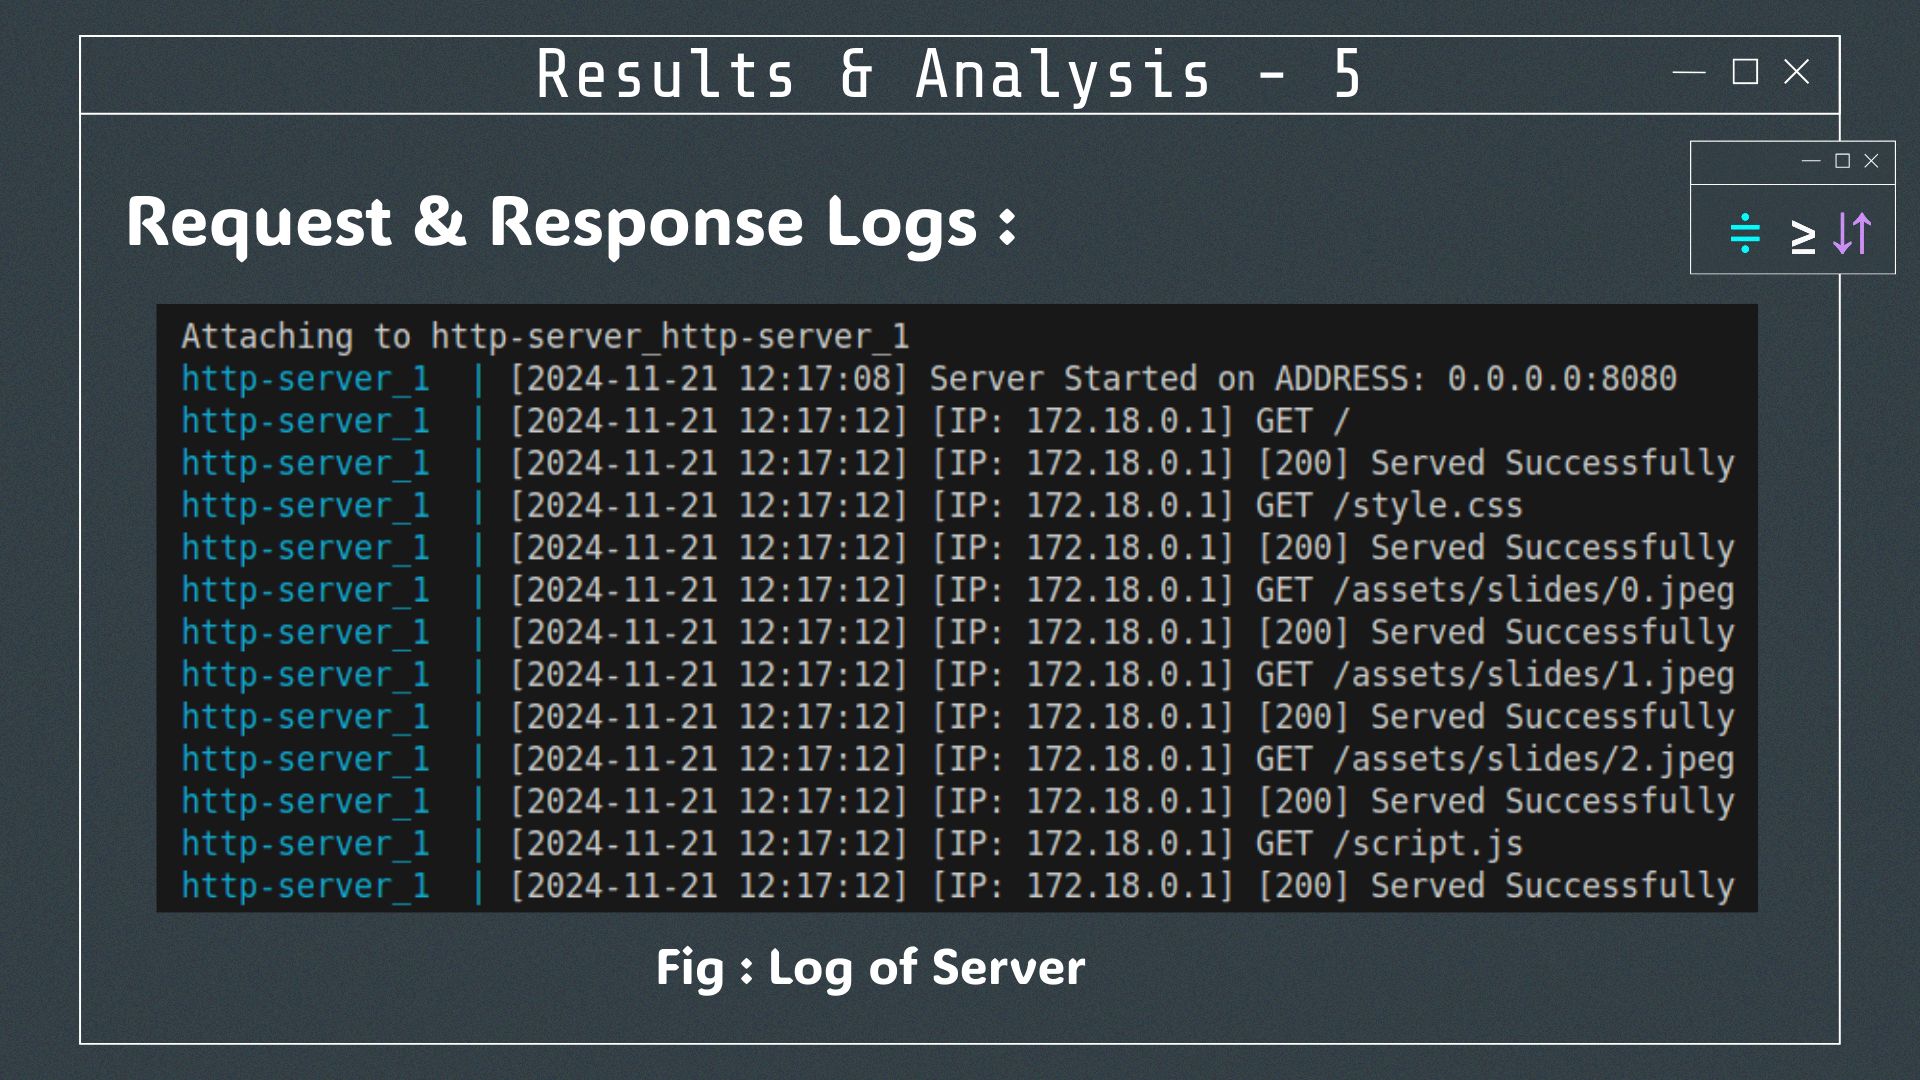 Results & Analysis - 5
Request & Response Logs :
Attaching to http-server_http-server_1
http-server_1  | [2024-11-21 12:17:08] Server Started on ADDRESS: 0.0.0.0:8080
http-server_1  | [2024-11-21 12:17:12] [IP: 172.18.0.1] GET /
http-server_1  | [2024-11-21 12:17:12] [IP: 172.18.0.1] [200] Served Successfully
http-server_1  | [2024-11-21 12:17:12] [IP: 172.18.0.1] GET /style.css
http-server_1  | [2024-11-21 12:17:12] [IP: 172.18.0.1] [200] Served Successfully
http-server_1  | [2024-11-21 12:17:12] [IP: 172.18.0.1] GET /assets/slides/0.jpeg
http-server_1  | [2024-11-21 12:17:12] [IP: 172.18.0.1] [200] Served Successfully
http-server_1  | [2024-11-21 12:17:12] [IP: 172.18.0.1] GET /assets/slides/1.jpeg
http-server_1  | [2024-11-21 12:17:12] [IP: 172.18.0.1] [200] Served Successfully
http-server_1  | [2024-11-21 12:17:12] [IP: 172.18.0.1] GET /assets/slides/2.jpeg
http-server_1  | [2024-11-21 12:17:12] [IP: 172.18.0.1] [200] Served Successfully
http-server_1  | [2024-11-21 12:17:12] [IP: 172.18.0.1] GET /script.js
http-server_1  | [2024-11-21 12:17:12] [IP: 172.18.0.1] [200] Served Successfully
Fig : Log of Server